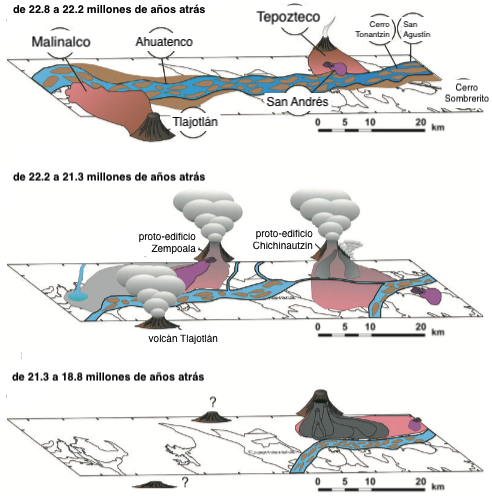 de 22.8 a 22.2 millones de años atrás
Tepozteco
Malinalco
Ahuatenco
Cerro
Tonantzin
San
Agustín
San Andrés
Cerro
Sombrerito
Tlajotlán
0 5 10 20
km
de 22.2 a 21.3 millones de años atrás
proto-edificio
Zempoala
proto-edificio
Chichinautzin
volcàn Tlajotlàn
0 5 10 20
km
de 21.3 a 18.8 millones de años atrás
?
?
0 5 10 20
km